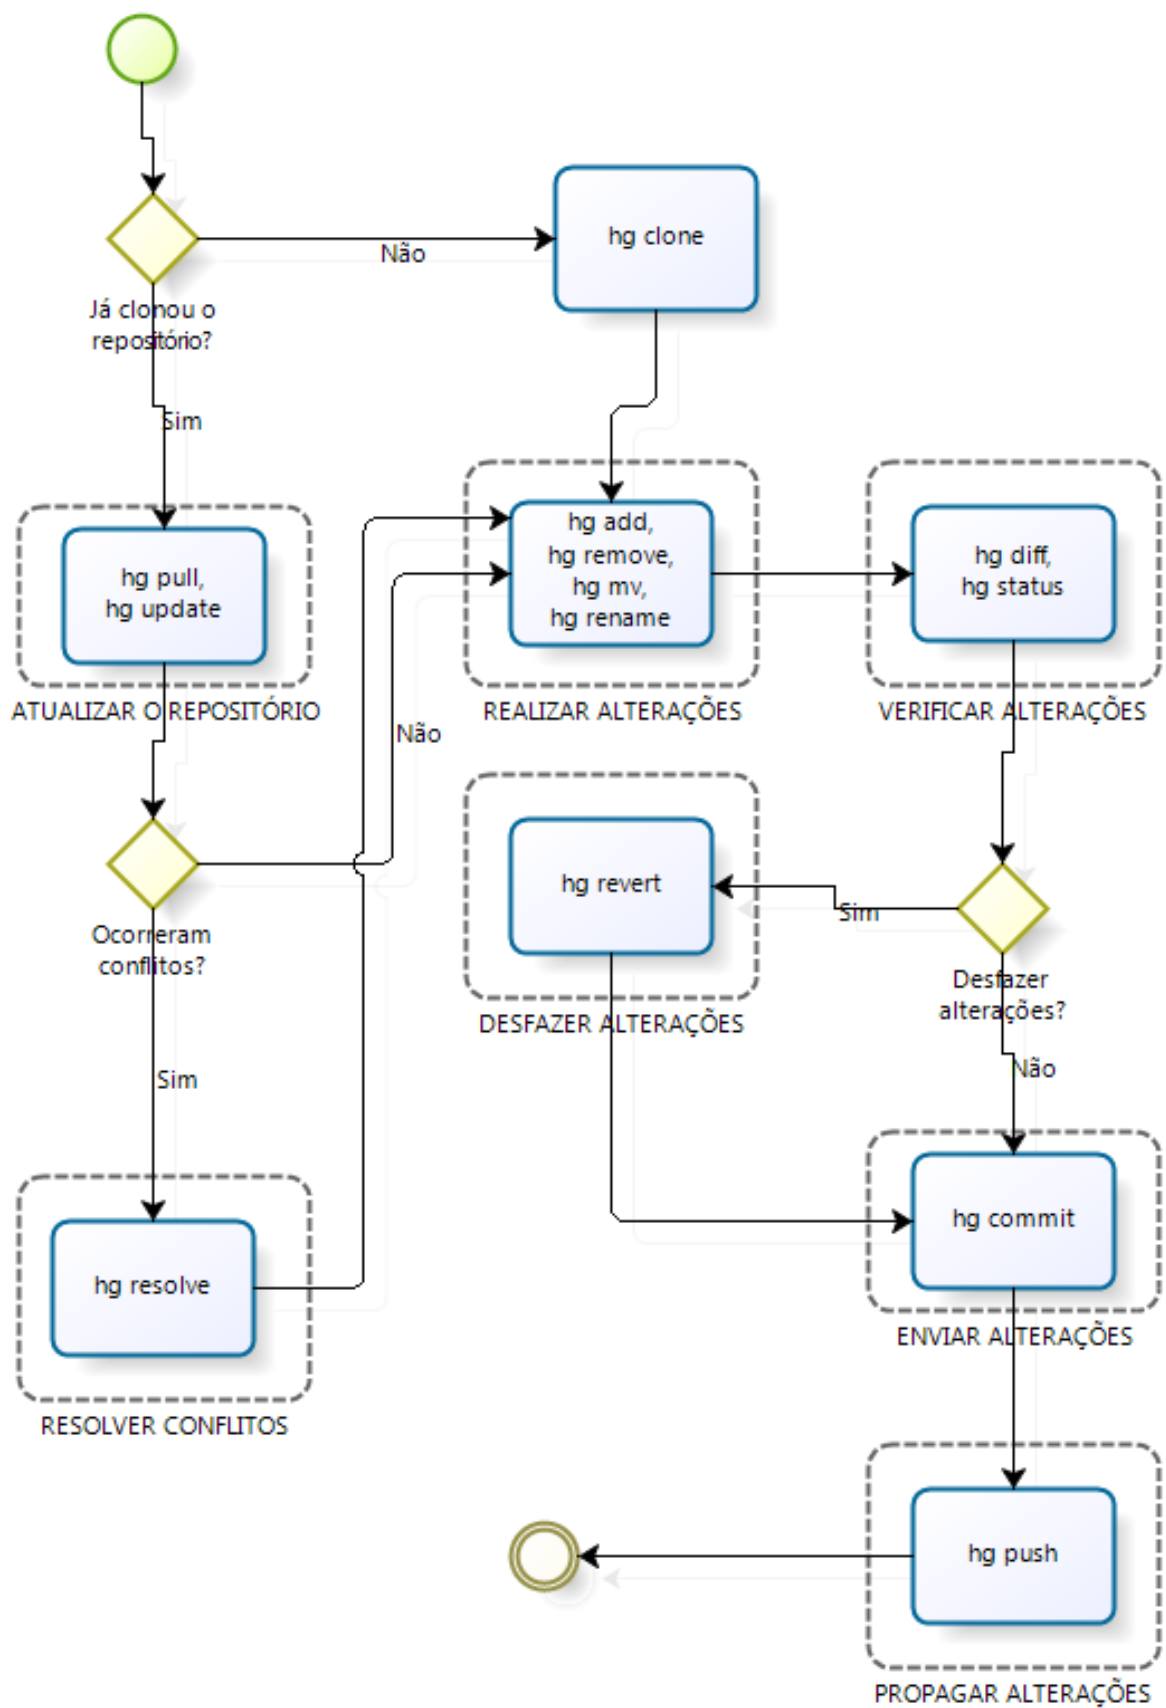 hg clone
Não
Já clonou o
repositório?
Sim
hg pull,
hg update
ATUALIZAR O REPOSITÓRIO
hg add,
hg remove,
hg mv,
hg rename
REALIZAR ALTERAÇÕES
hg diff,
hg status
VERIFICAR ALTERAÇÕES
Não
Ocorreram
conflitos?
hg revert
Sim
DESFAZER ALTERAÇÕES
Desfazer
alterações?
Sim
Não
hg resolve
RESOLVER CONFLITOS
hg commit
ENVIAR ALTERAÇÕES
hg push
PROPAGAR ALTERAÇÕES